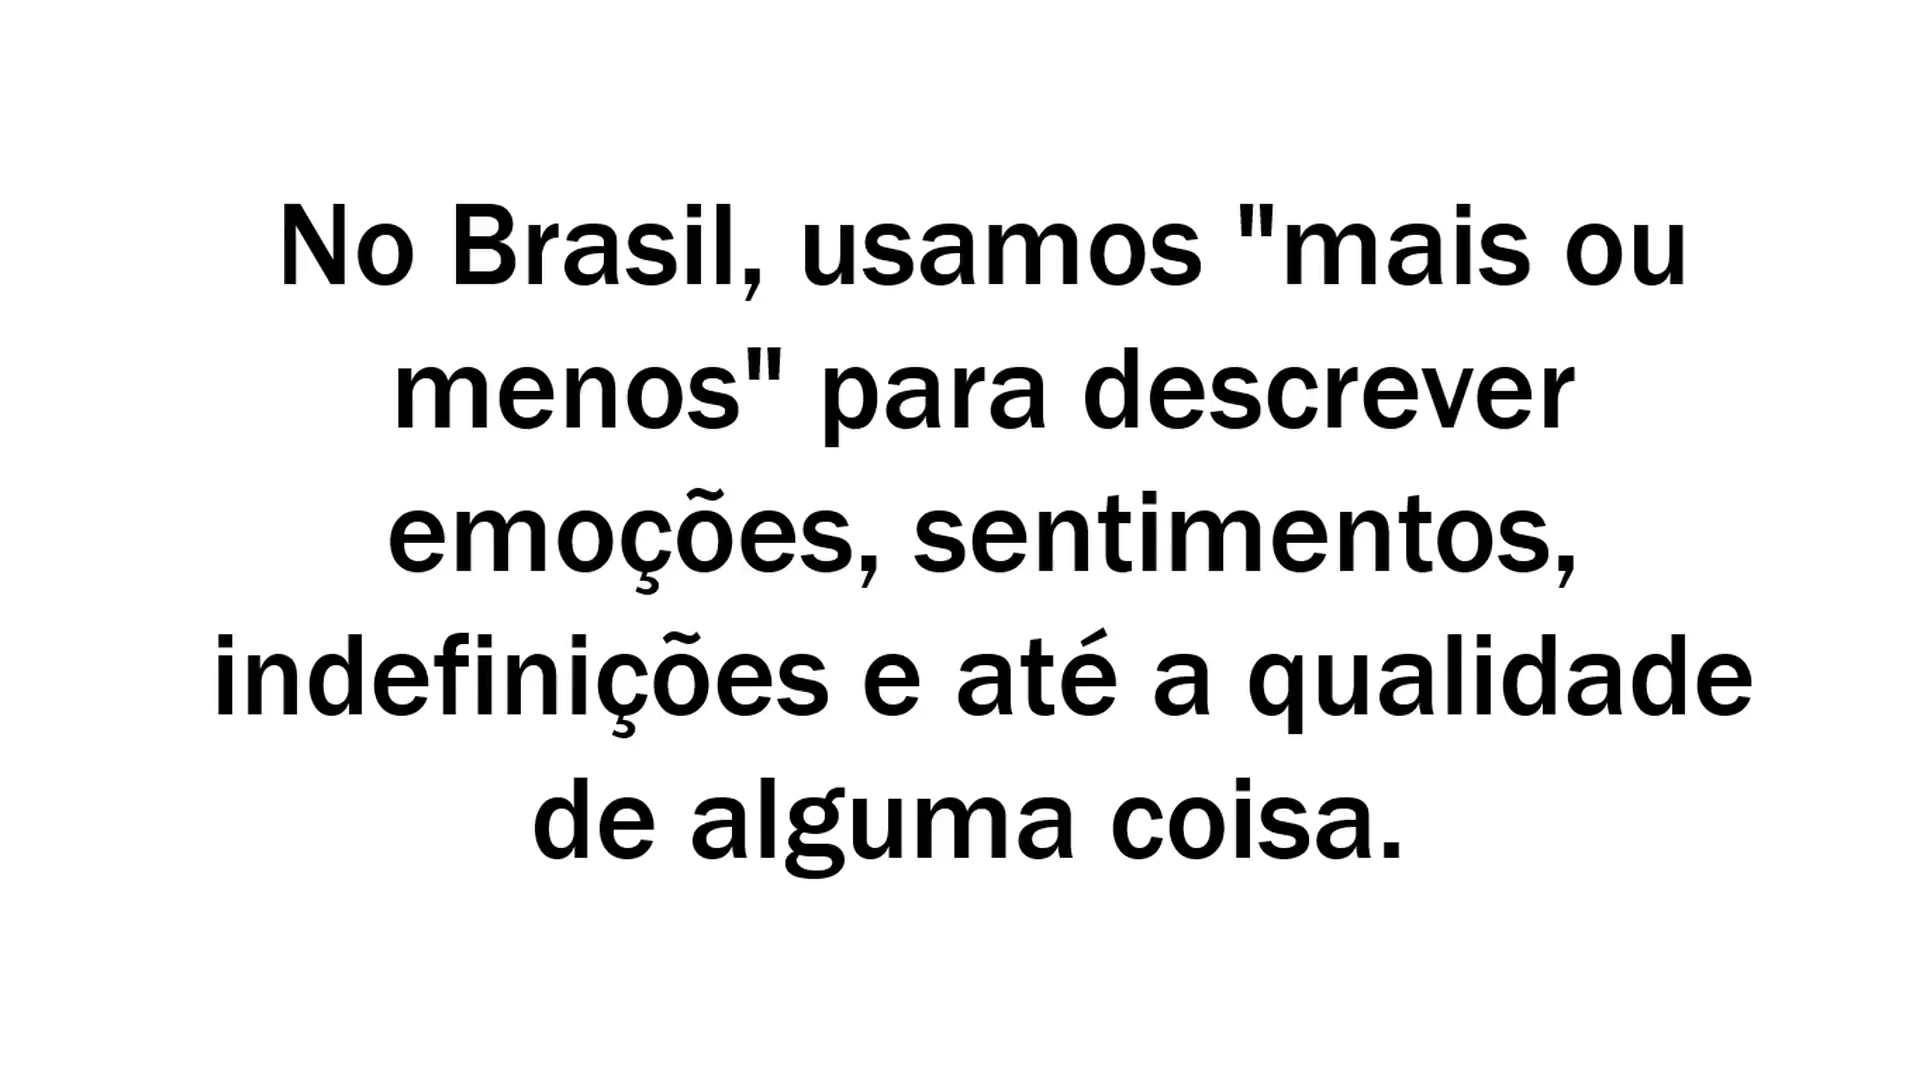 No Brasil, usamos "mais ou
menos" para descrever
emoções, sentimentos,
indefinições e até a qualidade
de alguma coisa.